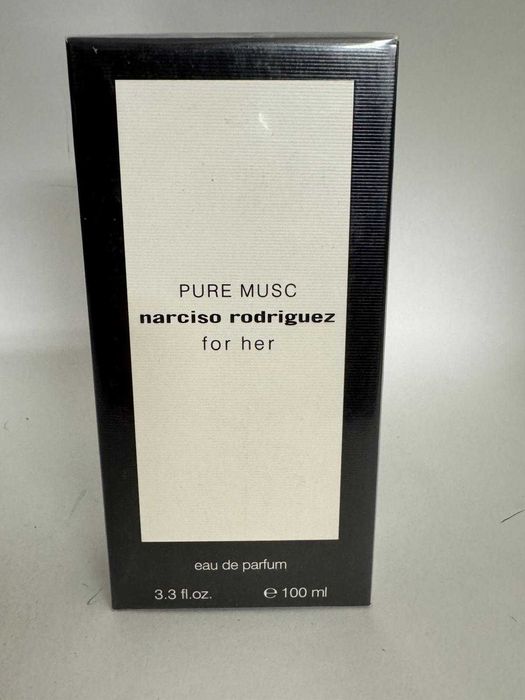 PURE MUSC
narciso rodriguez
for her
eau de parfum
3.3 fl.oz. ℮ 100 ml